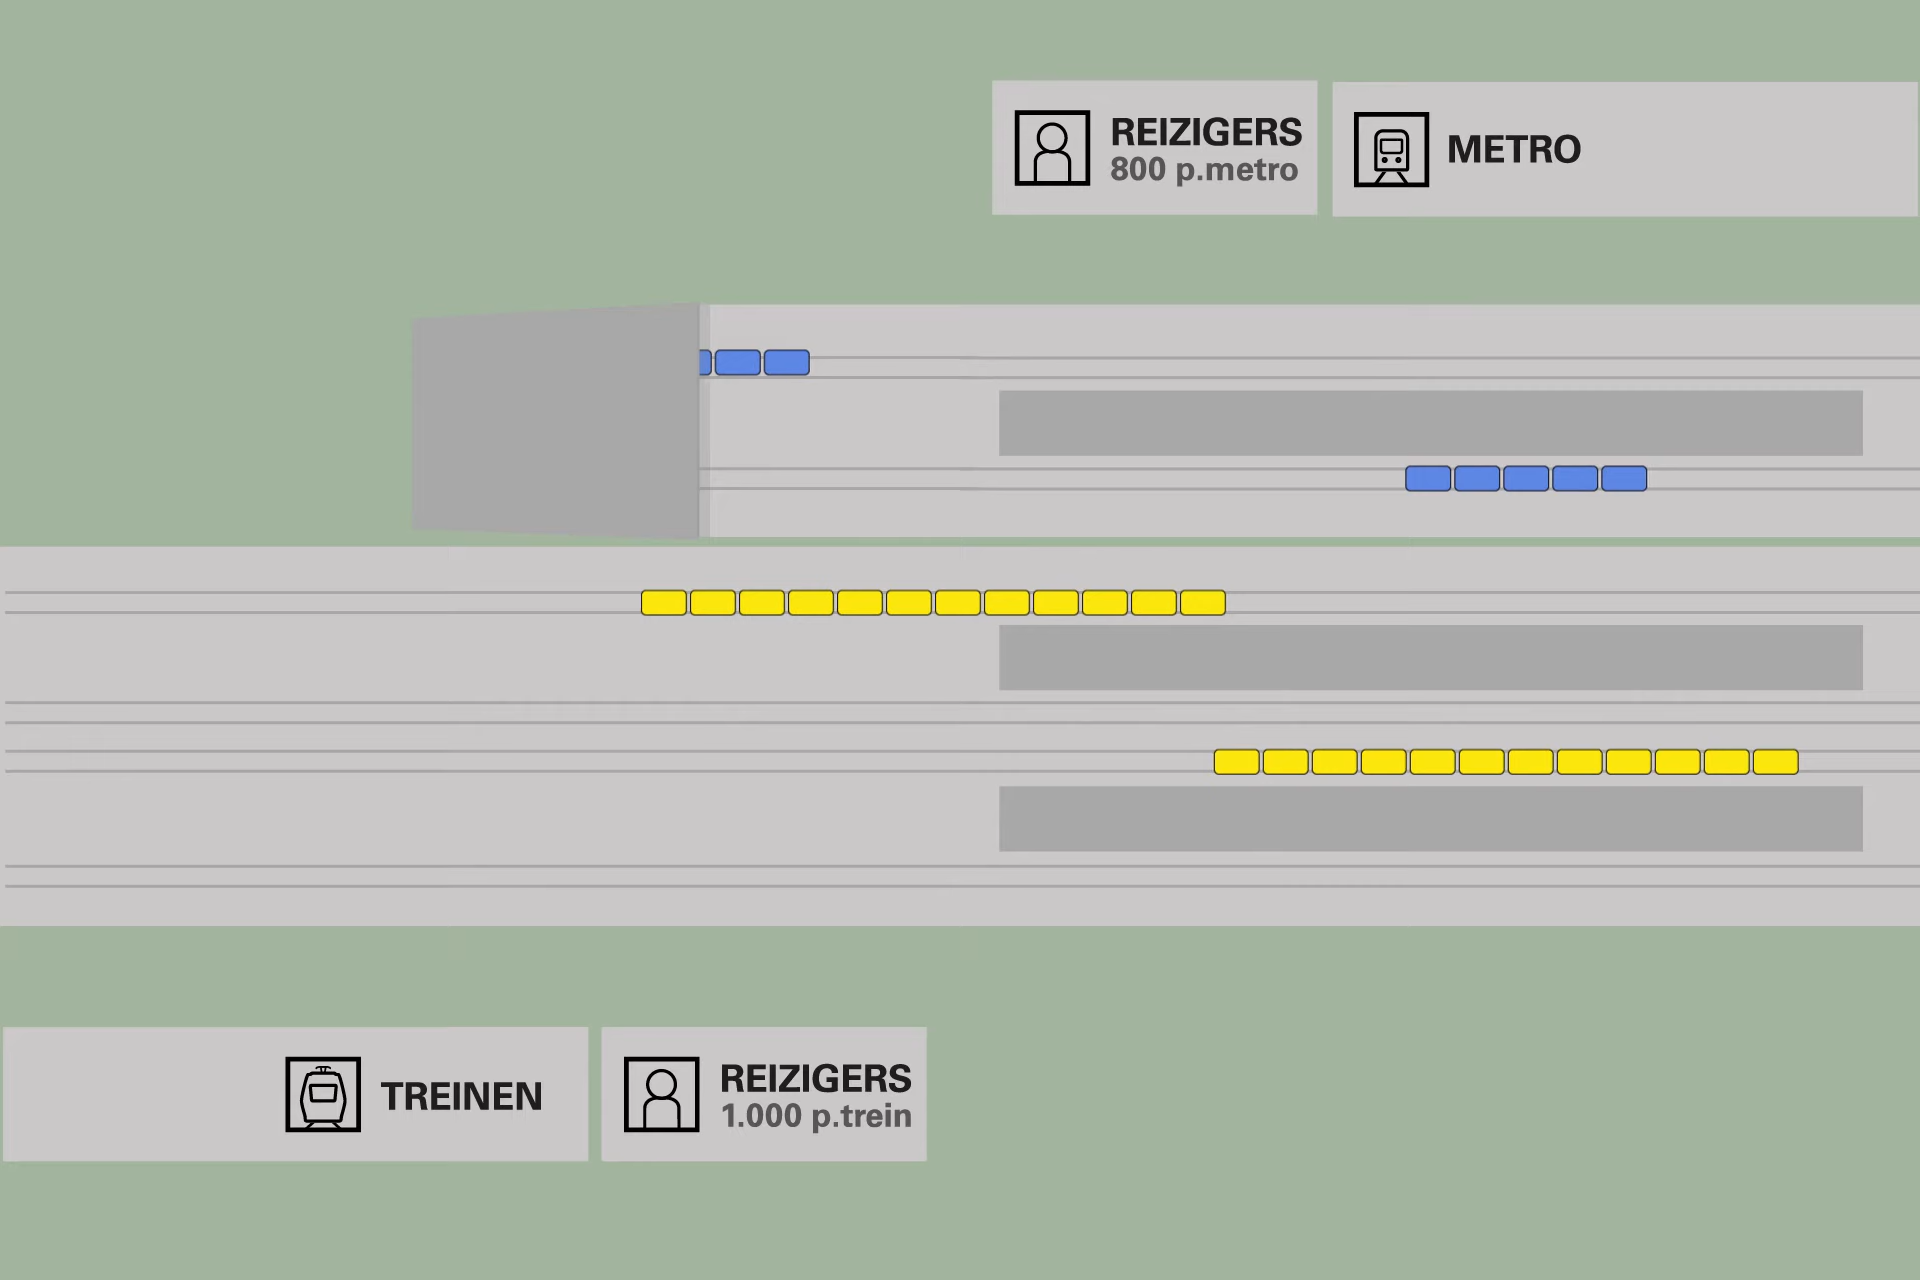 REIZIGERS
800 p.metro
METRO
TREINEN
REIZIGERS
1.000 p.trein